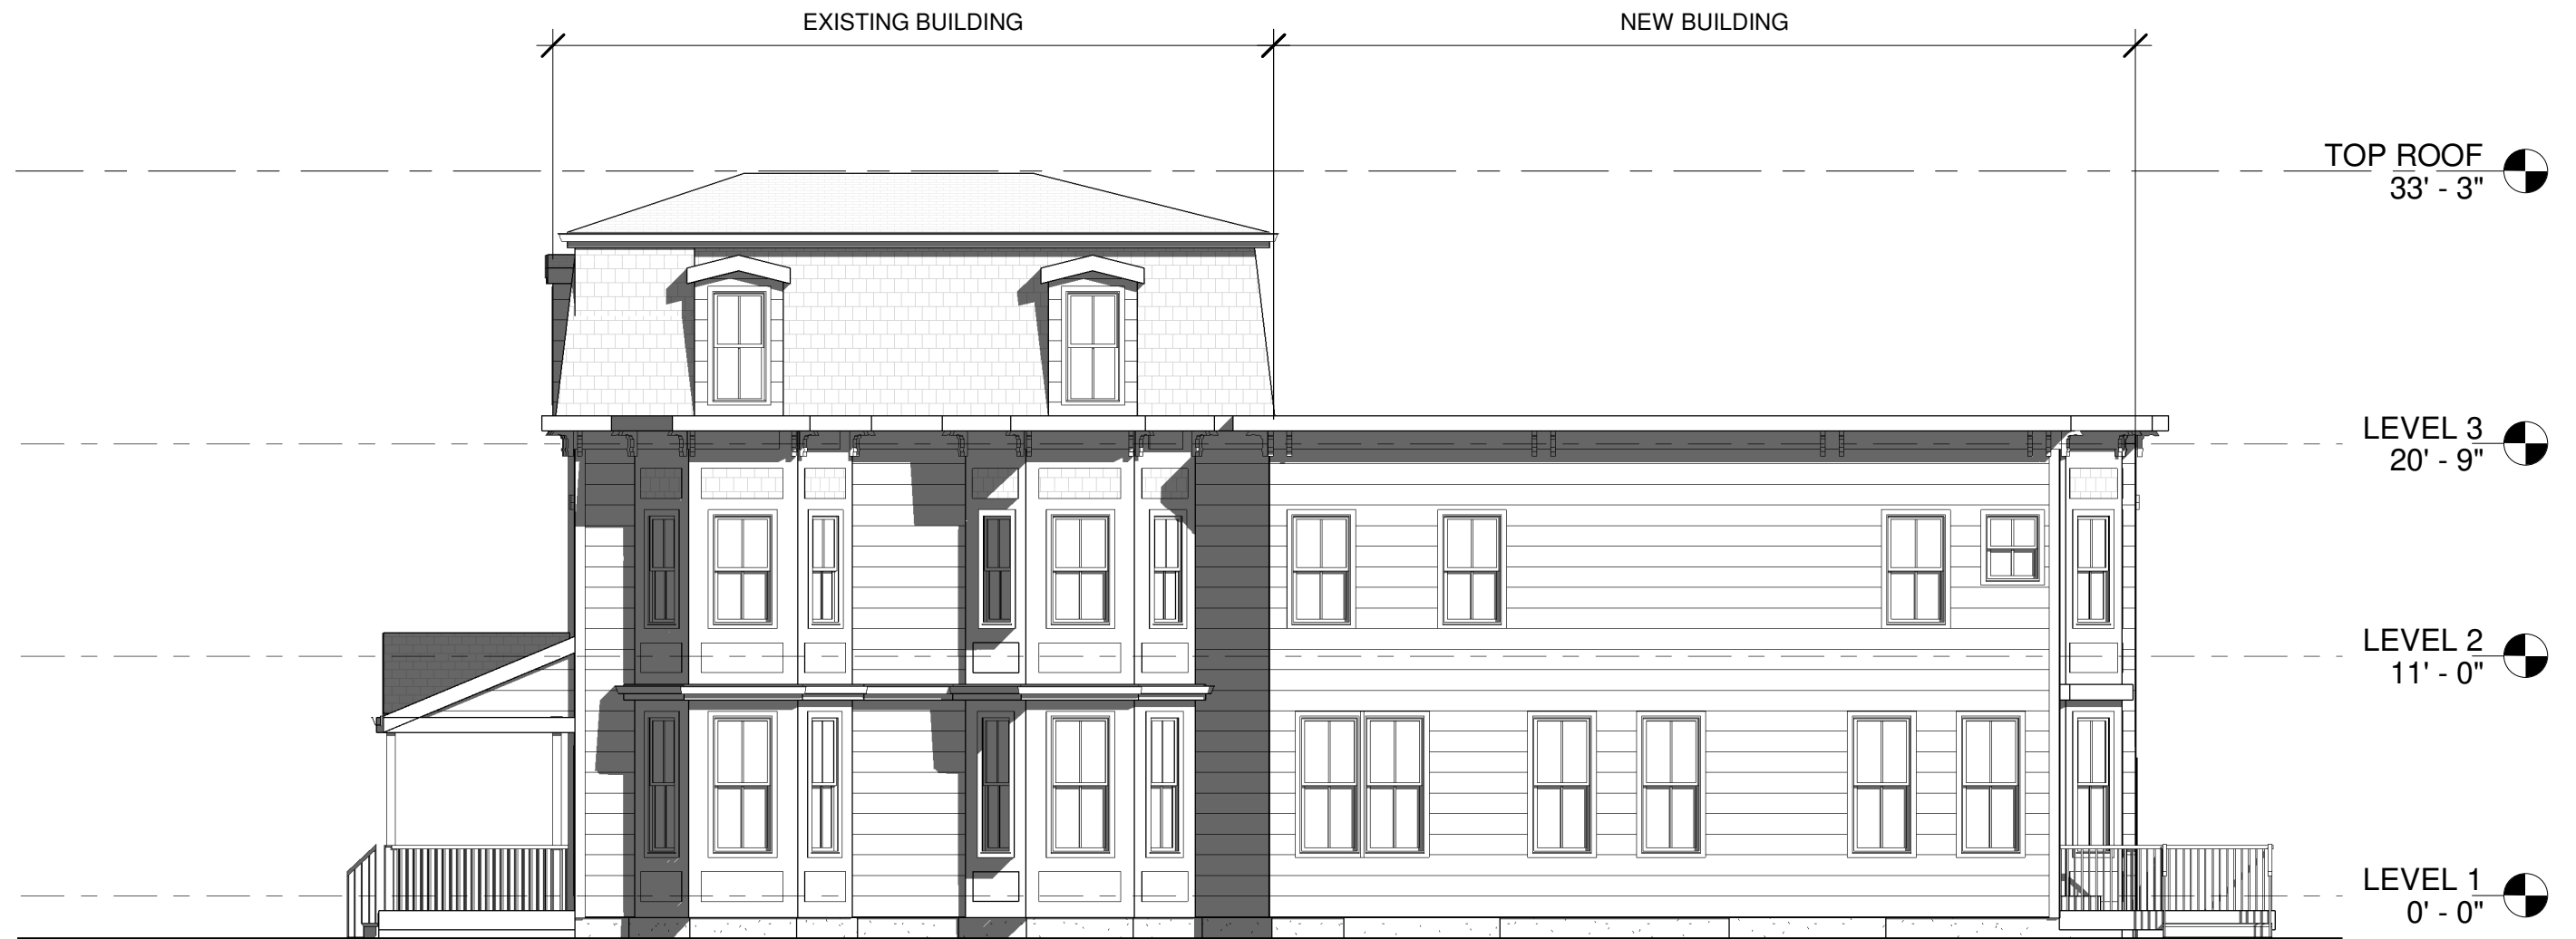 EXISTING BUILDING
NEW BUILDING
TOP ROOF
33' - 3"
LEVEL 3
20' - 9"
LEVEL 2
11' - 0"
LEVEL 1
0' - 0"